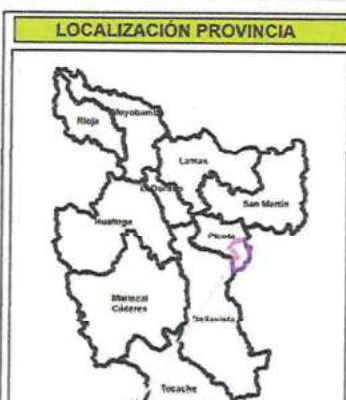 LOCALIZACIÓN PROVINCIA
Moyobamba
Rioja
Lamas
El Dorado
San Martín
Huallaga
Picota
Mariscal
Cáceres
Bellavista
Tocache